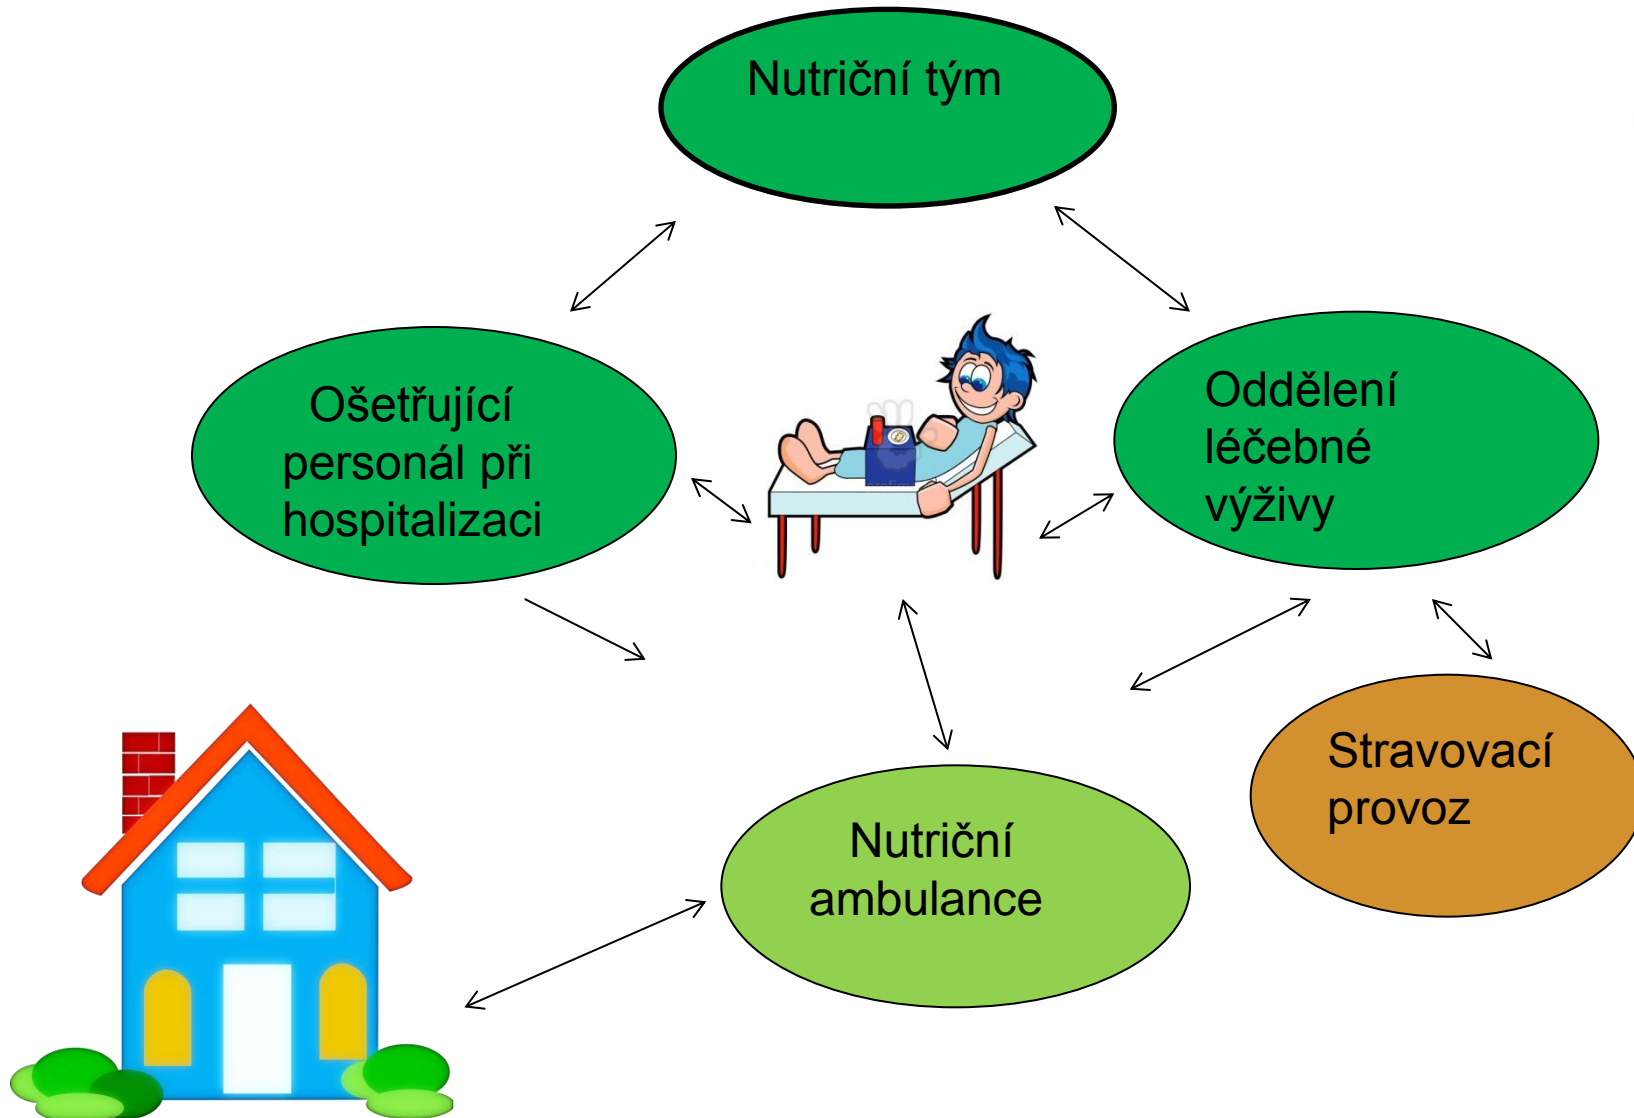 Nutriční tým
Ošetřující
personál při
hospitalizaci
Oddělení
léčebné
výživy
Stravovací
provoz
Nutriční
ambulance